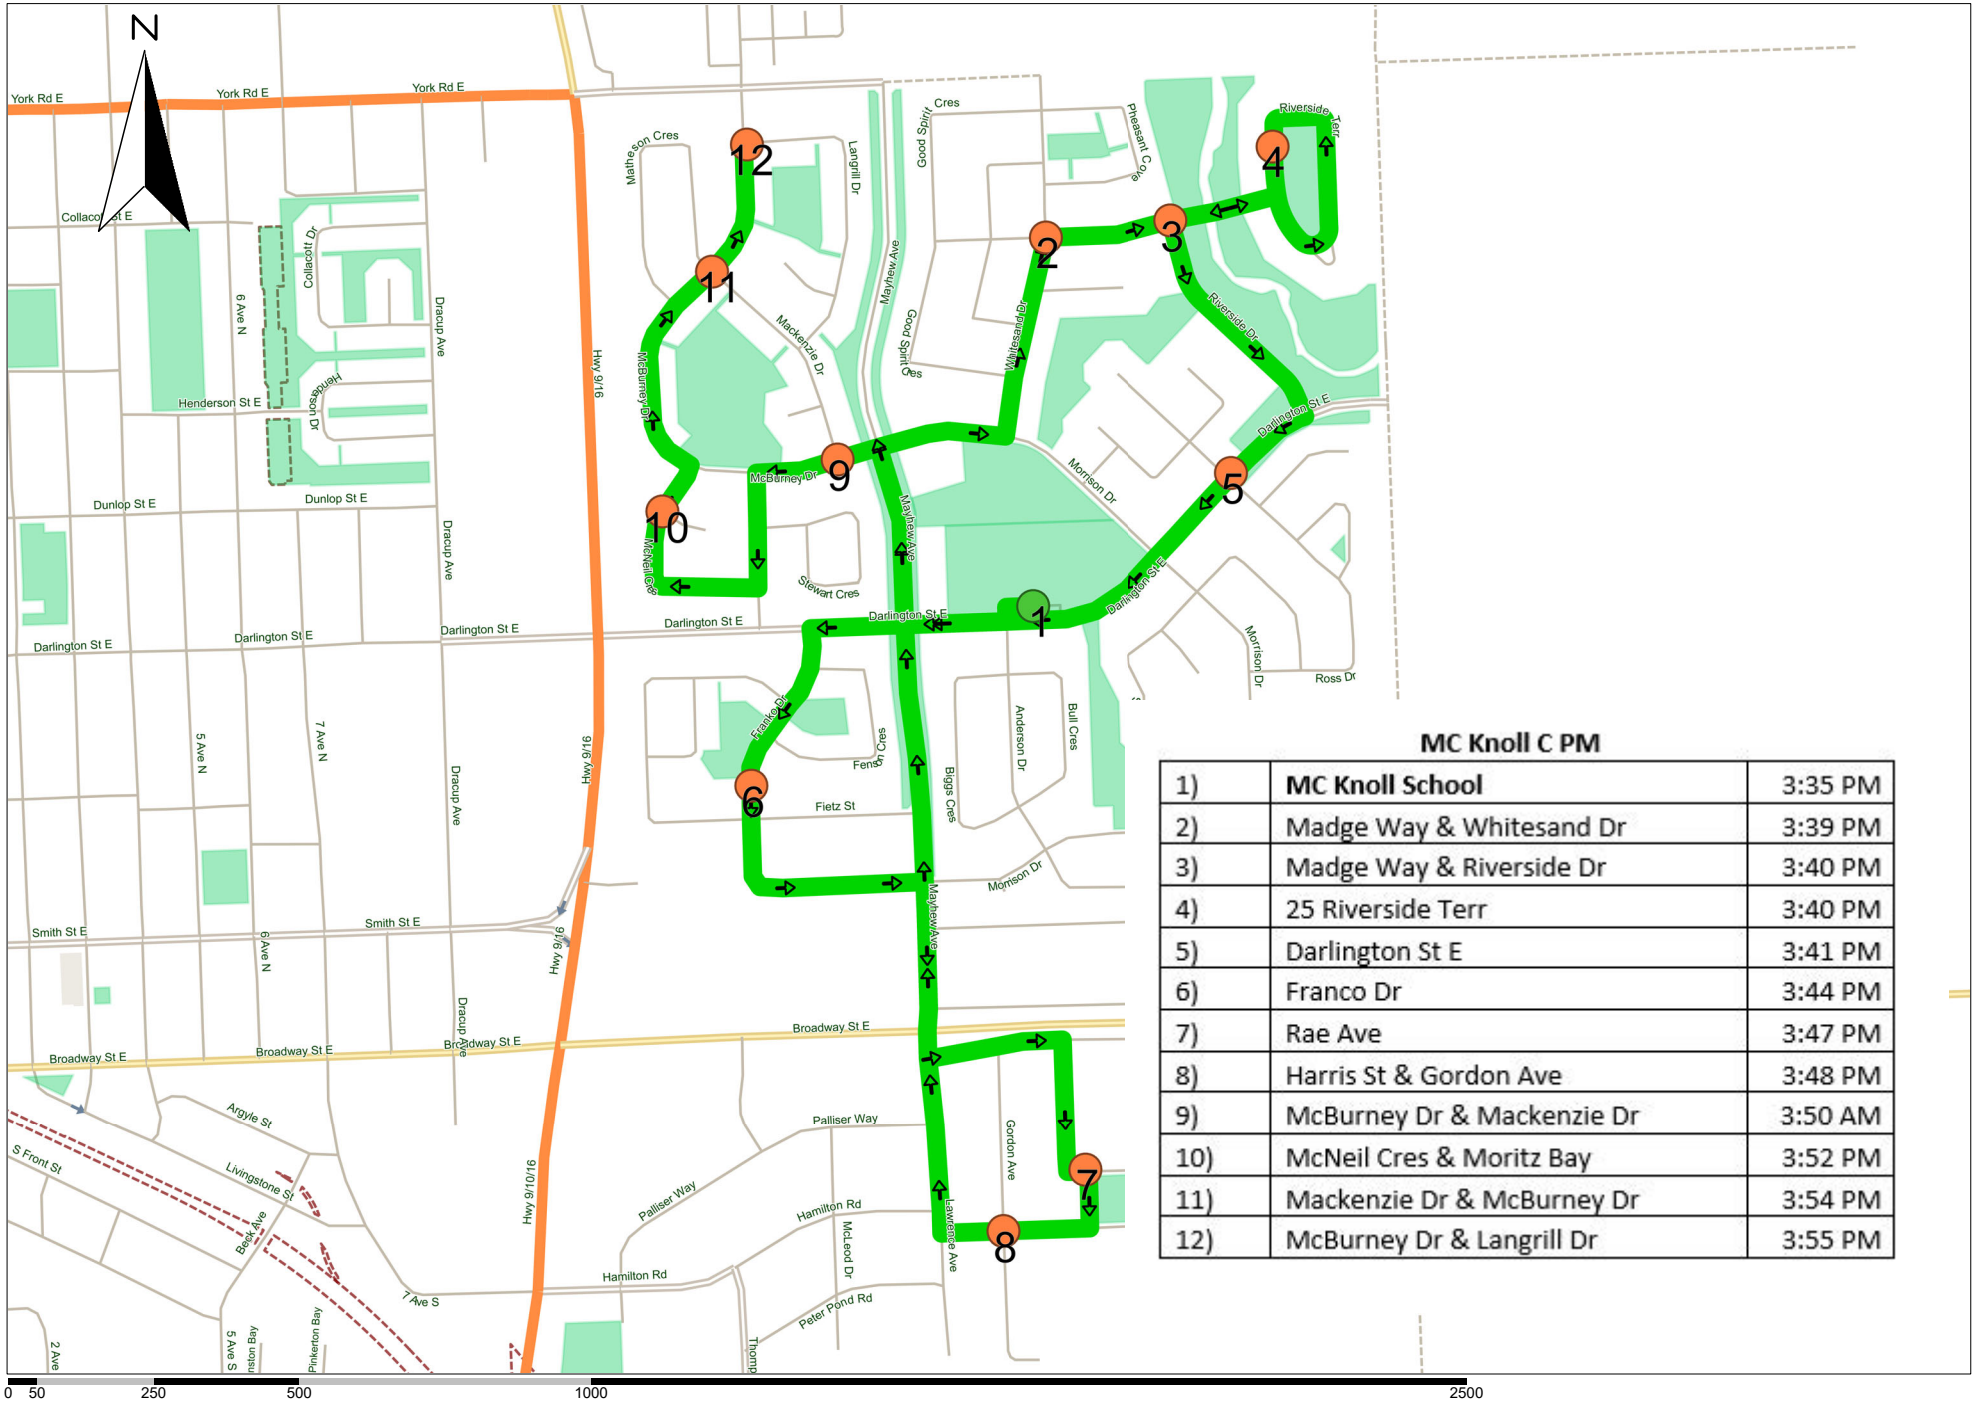 N
York Rd E
York Rd E
York Rd E
Matheson Cres
Langrill Dr
Good Spirit
Cres
Pheasant Cove
Riverside Terr
12
4
Collacott St E
Collacott Dr
6 Ave N
Dracup Ave
Mayhew Ave
2
3
11
Hwy 9/16
McBurney Dr
Mackenzie Dr
Good Spirit Cres
Whitesand Dr
Riverside Dr
Henderson St E
Henderson Dr
Darlington St E
McBurney Dr
9
Morrison Dr
5
Dunlop St E
Dunlop St E
Dracup Ave
10
McNeil Cres
Mayhew Ave
Stewart Cres
Darlington St E
Darlington St E
Darlington St E
Darlington St E
Darlington St E
Darlington St E
1
Morrison Dr
Ross Dr
5 Ave N
7 Ave N
Hwy 9/16
Franko Dr
Fenson Cres
Anderson Dr
Bull Cres
Dracup Ave
6
Fietz St
Biggs Cres
Morrison Dr
Smith St E
Smith St E
6 Ave N
Hwy 9/16
Mayhew Ave
Dracup Ave
Broadway St E
Broadway St E
Broadway St E
Broadway St E
Argyle St
Palliser Way
Gordon Ave
S Front St
Livingstone St
Hwy 9/10/16
Palliser Way
Hamilton Rd
7
Beck Ave
McLeod Dr
Lawrence Ave
8
Hamilton Rd
7 Ave S
Peter Pond Rd
2 Ave
5 Ave S
nston Bay
Pinkerton Bay
Thomp
MC Knoll C PM
1) MC Knoll School 3:35 PM
2) Madge Way & Whitesand Dr 3:39 PM
3) Madge Way & Riverside Dr 3:40 PM
4) 25 Riverside Terr 3:40 PM
5) Darlington St E 3:41 PM
6) Franco Dr 3:44 PM
7) Rae Ave 3:47 PM
8) Harris St & Gordon Ave 3:48 PM
9) McBurney Dr & Mackenzie Dr 3:50 AM
10) McNeil Cres & Moritz Bay 3:52 PM
11) Mackenzie Dr & McBurney Dr 3:54 PM
12) McBurney Dr & Langrill Dr 3:55 PM
0 50 250 500 1000 2500